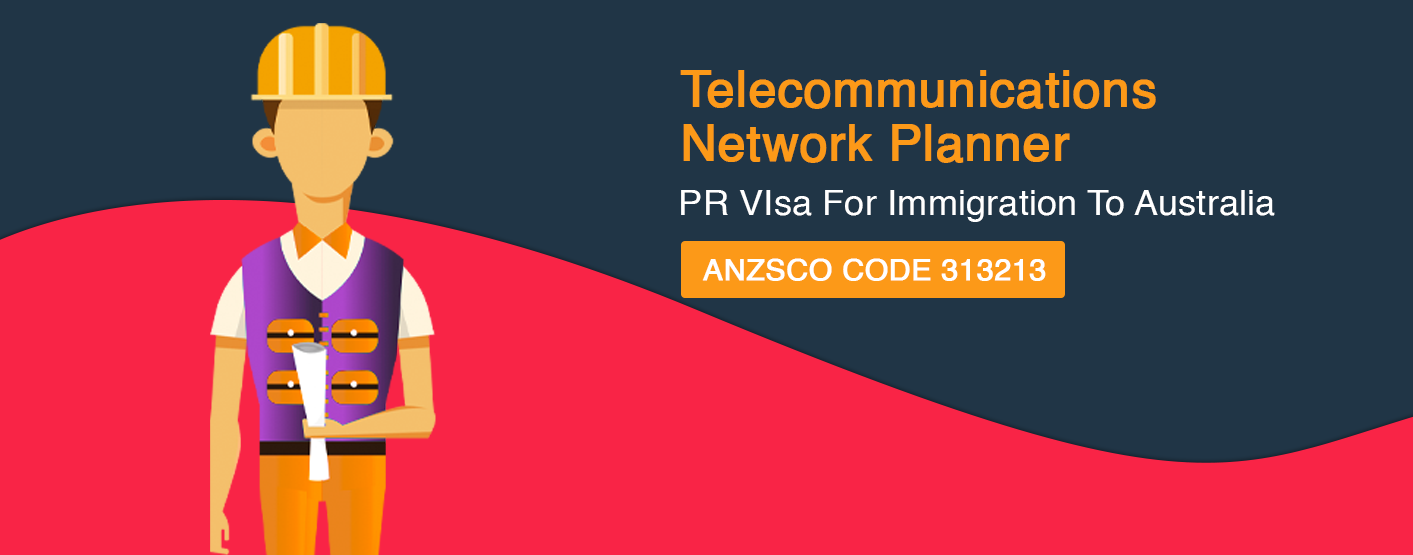 Telecommunications
Network Planner
PR VIsa For Immigration To Australia
ANZSCO CODE 313213